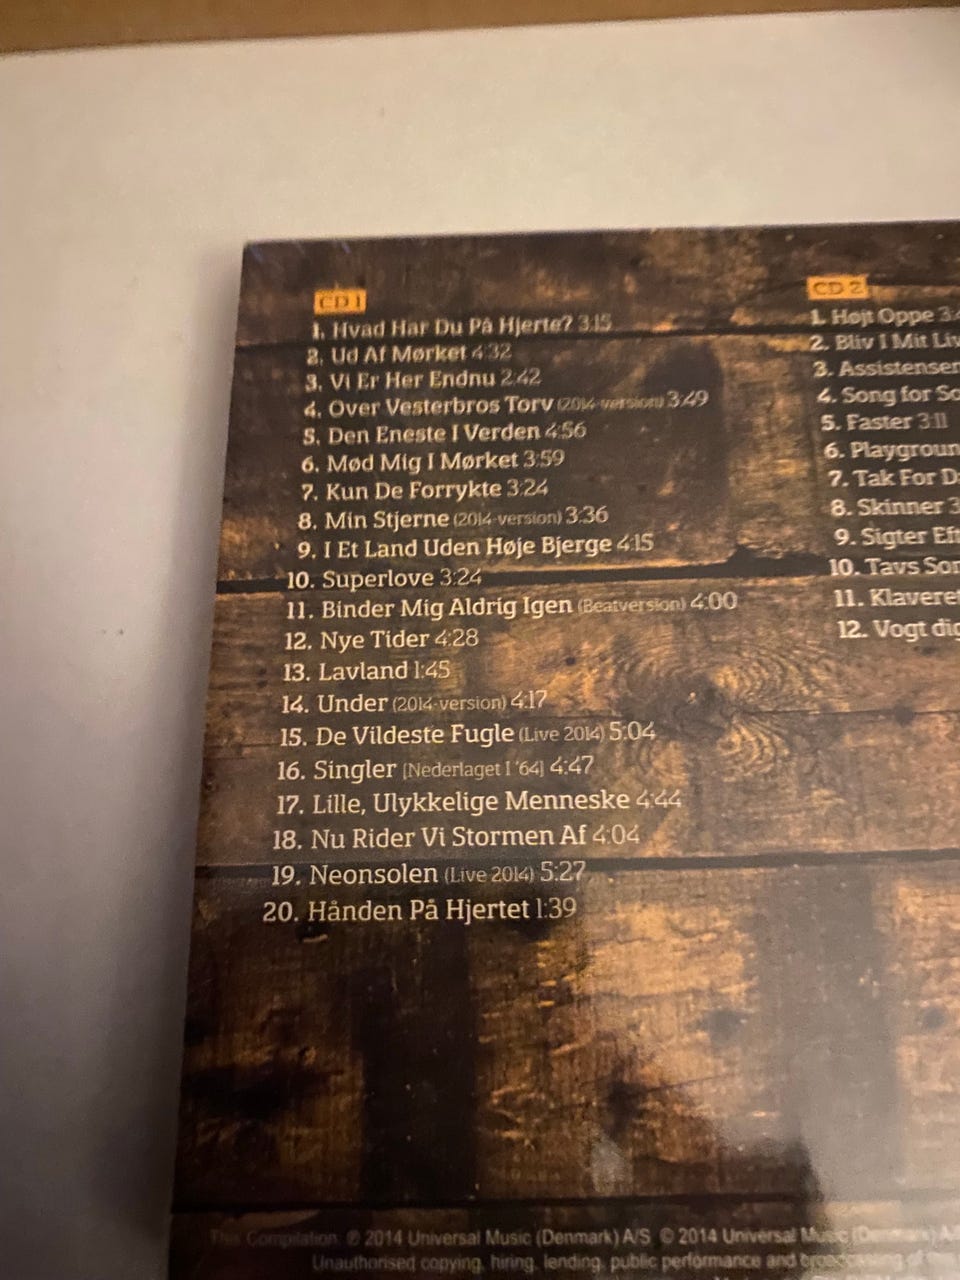 CD 1
1. Hvad Har Du På Hjerte? 3:15
2. Ud Af Mørket 4:32
3. Vi Er Her Endnu 2:42
4. Over Vesterbros Torv (2014-version) 3:49
5. Den Eneste I Verden 4:56
6. Mød Mig I Mørket 3:59
7. Kun De Forrykte 3:24
8. Min Stjerne (2014-version) 3:36
9. I Et Land Uden Høje Bjerge 4:15
10. Superlove 3:24
11. Binder Mig Aldrig Igen (Beatversion) 4:00
12. Nye Tider 4:28
13. Lavland 1:45
14. Under (2014-version) 4:17
15. De Vildeste Fugle (Live 2014) 5:04
16. Singler [Nederlaget I '64] 4:47
17. Lille, Ulykkelige Menneske 4:44
18. Nu Rider Vi Stormen Af 4:04
19. Neonsolen (Live 2014) 5:27
20. Hånden På Hjertet 1:39
CD 2
1. Højt Oppe
2. Bliv I Mit
3.
4. Song for
5. Faster 3:11
6.
7. Tak For
8. Skinner
9. Sigter
10. Tavs
11.
12. Vogt
This Compilation ℗ 2014 Universal Music (Denmark) A/S © 2014 Universal Music (Denmark)
Unauthorised copying, hiring, lending, public performance and broadcasting of